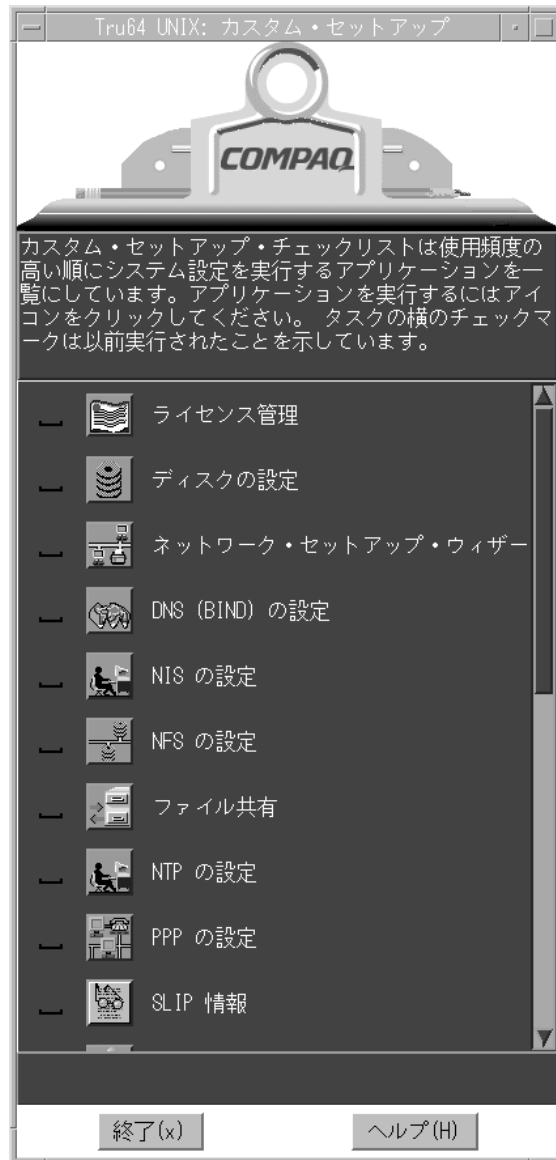 Tru64 UNIX: カスタム・セットアップ
COMPAQ
カスタム・セットアップ・チェックリストは使用頻度の
高い順にシステム設定を実行するアプリケーションを一
覧にしています。アプリケーションを実行するにはアイ
コンをクリックしてください。 タスクの横のチェックマ
ークは以前実行されたことを示しています。
ライセンス管理
ディスクの設定
ネットワーク・セットアップ・ウィザー
DNS (BIND) の設定
NIS の設定
NFS の設定
ファイル共有
NTP の設定
PPP の設定
SLIP 情報
終了(x)
ヘルプ(H)